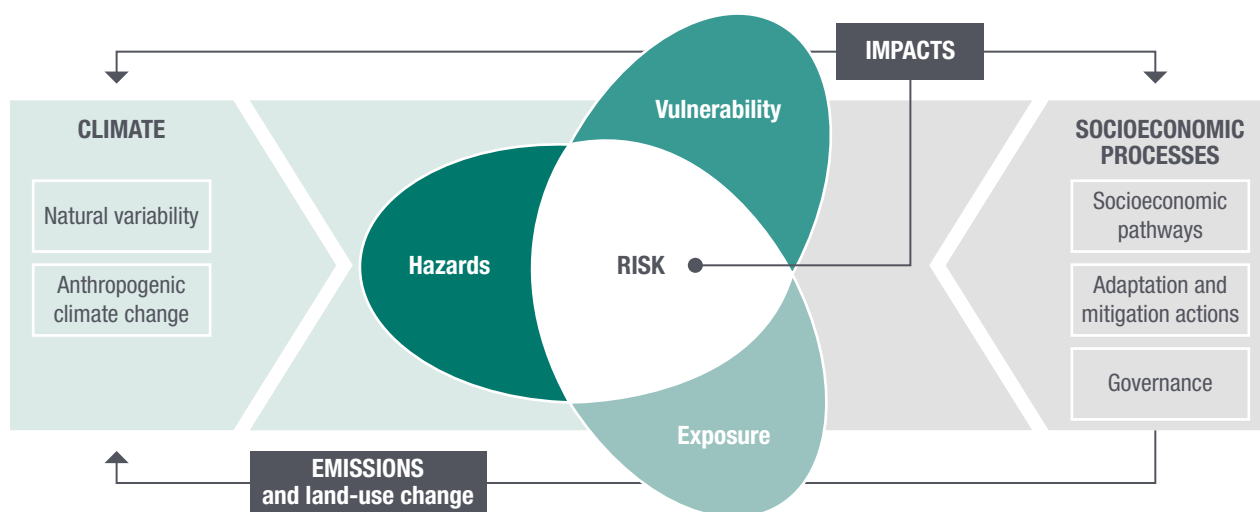 IMPACTS
CLIMATE
Natural variability
Anthropogenic
climate change
Vulnerability
Hazards
RISK
Exposure
SOCIOECONOMIC
PROCESSES
Socioeconomic
pathways
Adaptation and
mitigation actions
Governance
EMISSIONS
and land-use change